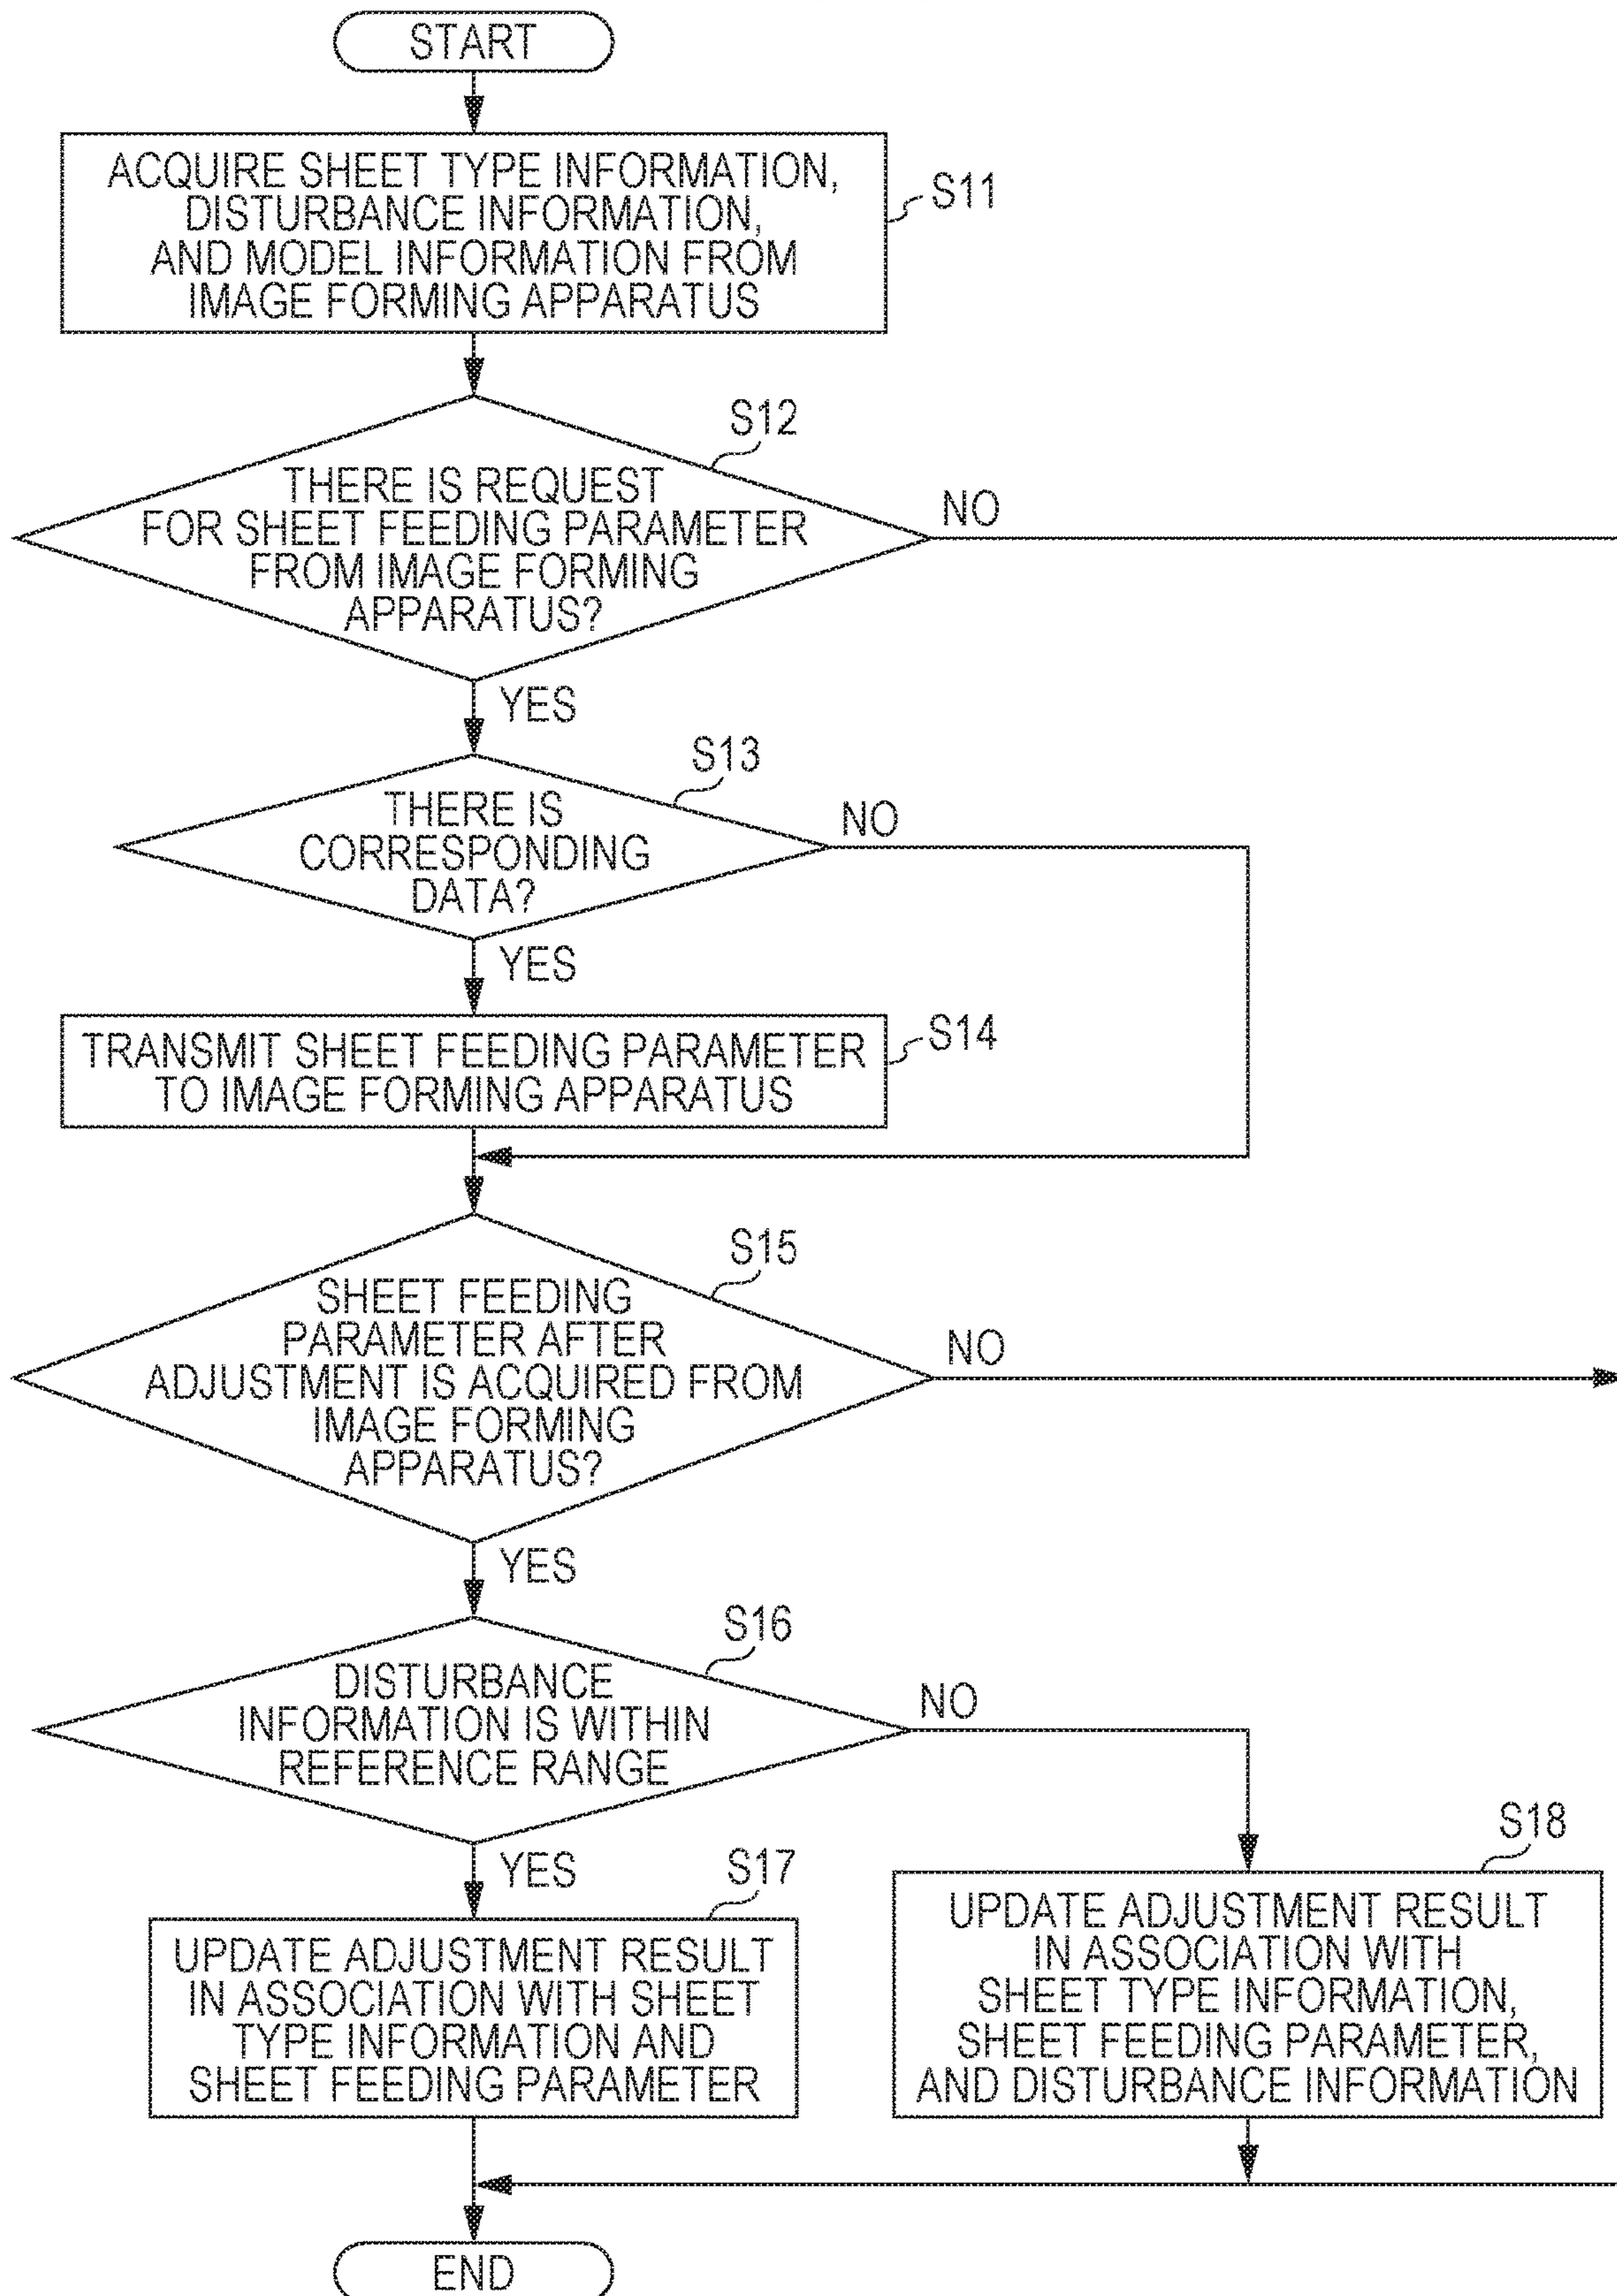 START
ACQUIRE SHEET TYPE INFORMATION,
DISTURBANCE INFORMATION,
AND MODEL INFORMATION FROM
IMAGE FORMING APPARATUS
S11
S12
THERE IS REQUEST
FOR SHEET FEEDING PARAMETER
FROM IMAGE FORMING
APPARATUS?
NO
YES
S13
THERE IS
CORRESPONDING
DATA?
NO
YES
TRANSMIT SHEET FEEDING PARAMETER
TO IMAGE FORMING APPARATUS
S14
S15
SHEET FEEDING
PARAMETER AFTER
ADJUSTMENT IS ACQUIRED FROM
IMAGE FORMING
APPARATUS?
NO
YES
S16
DISTURBANCE
INFORMATION IS WITHIN
REFERENCE RANGE
NO
YES
S17
UPDATE ADJUSTMENT RESULT
IN ASSOCIATION WITH SHEET
TYPE INFORMATION AND
SHEET FEEDING PARAMETER
S18
UPDATE ADJUSTMENT RESULT
IN ASSOCIATION WITH
SHEET TYPE INFORMATION,
SHEET FEEDING PARAMETER,
AND DISTURBANCE INFORMATION
END